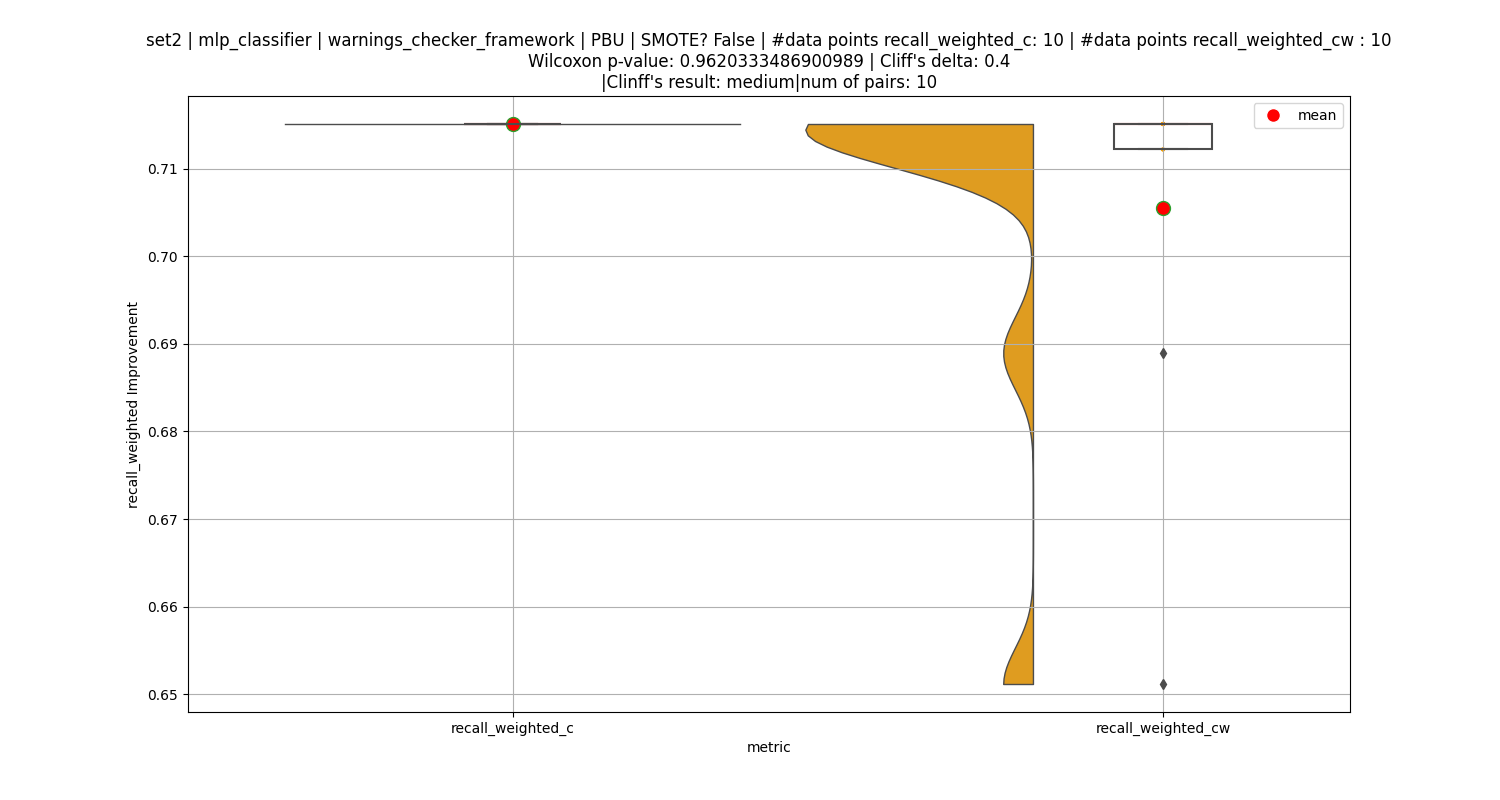 set2 | mlp_classifier | warnings_checker_framework | PBU | SMOTE? False | #data points recall_weighted_c: 10 | #data points recall_weighted_cw : 10
Wilcoxon p-value: 0.9620333486900989 | Cliff's delta: 0.4
|Clinff's result: medium|num of pairs: 10
mean
0.71
0.70
0.69
0.68
0.67
0.66
0.65
recall_weighted Improvement
recall_weighted_c
recall_weighted_cw
metric